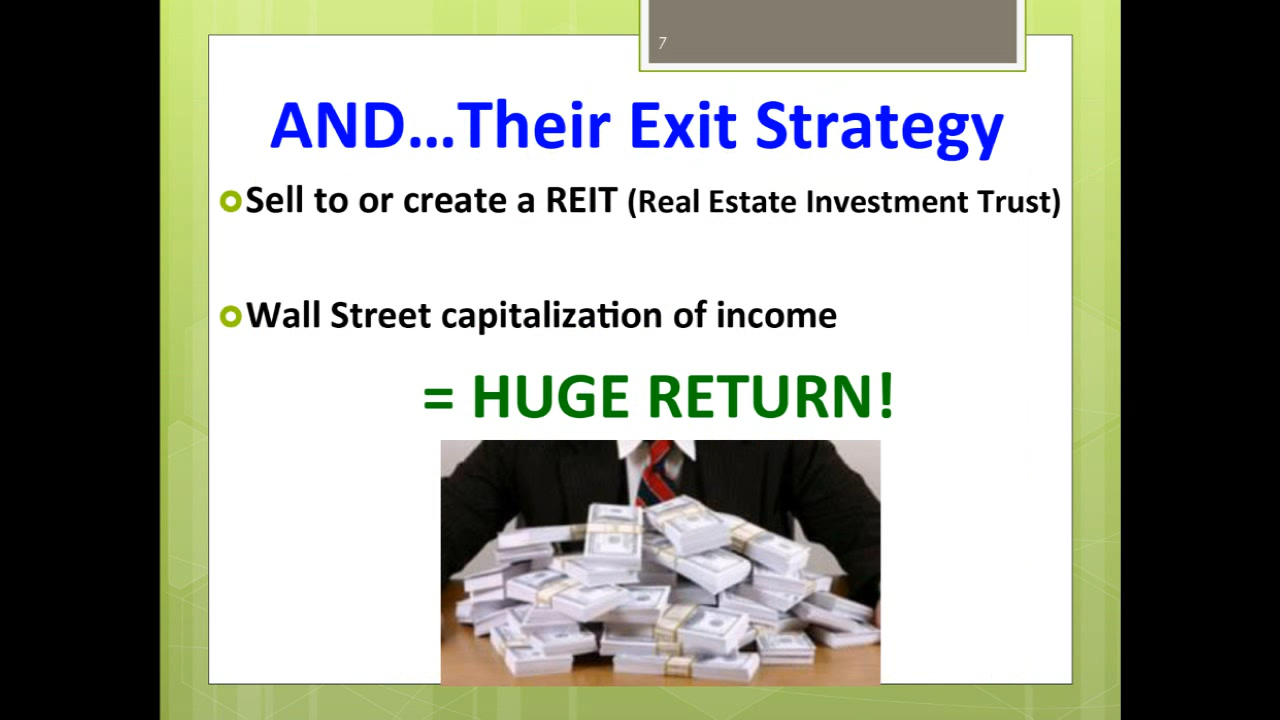 7
AND...Their Exit Strategy
Sell to or create a REIT (Real Estate Investment Trust)
Wall Street capitalization of income
= HUGE RETURN!